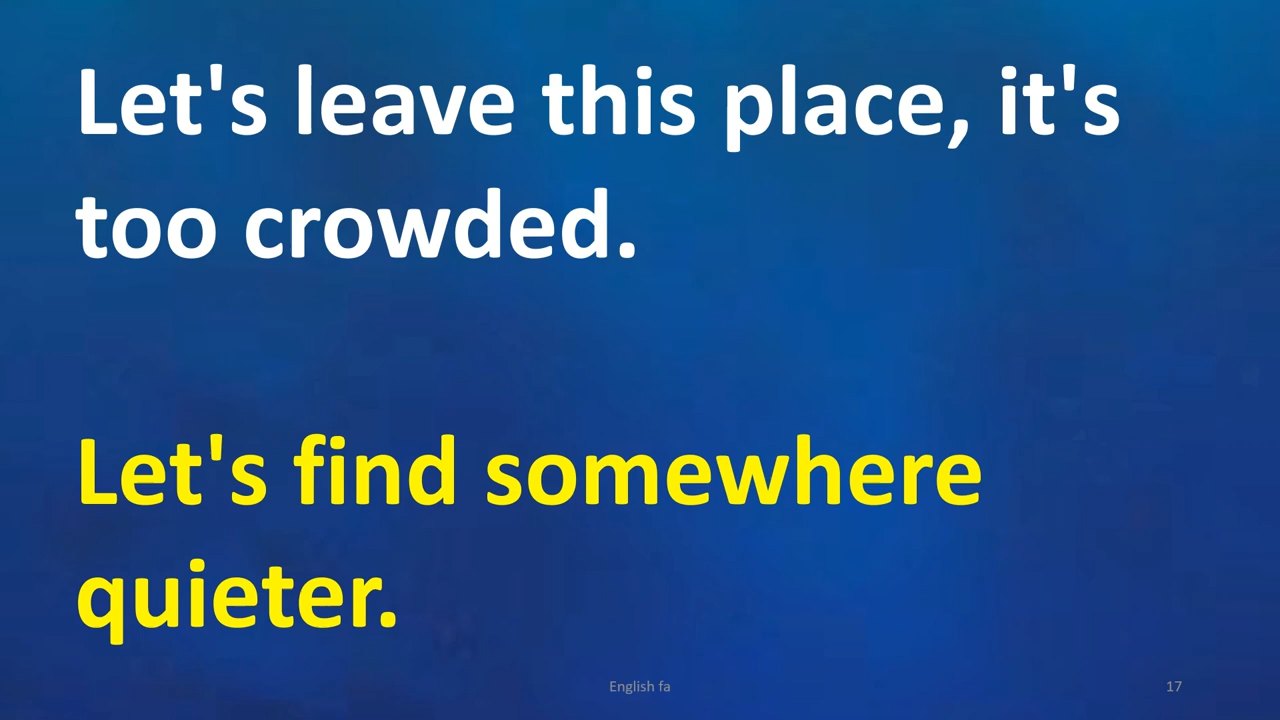 Let's leave this place, it's
too crowded.
Let's find somewhere
quieter.
English fa
17